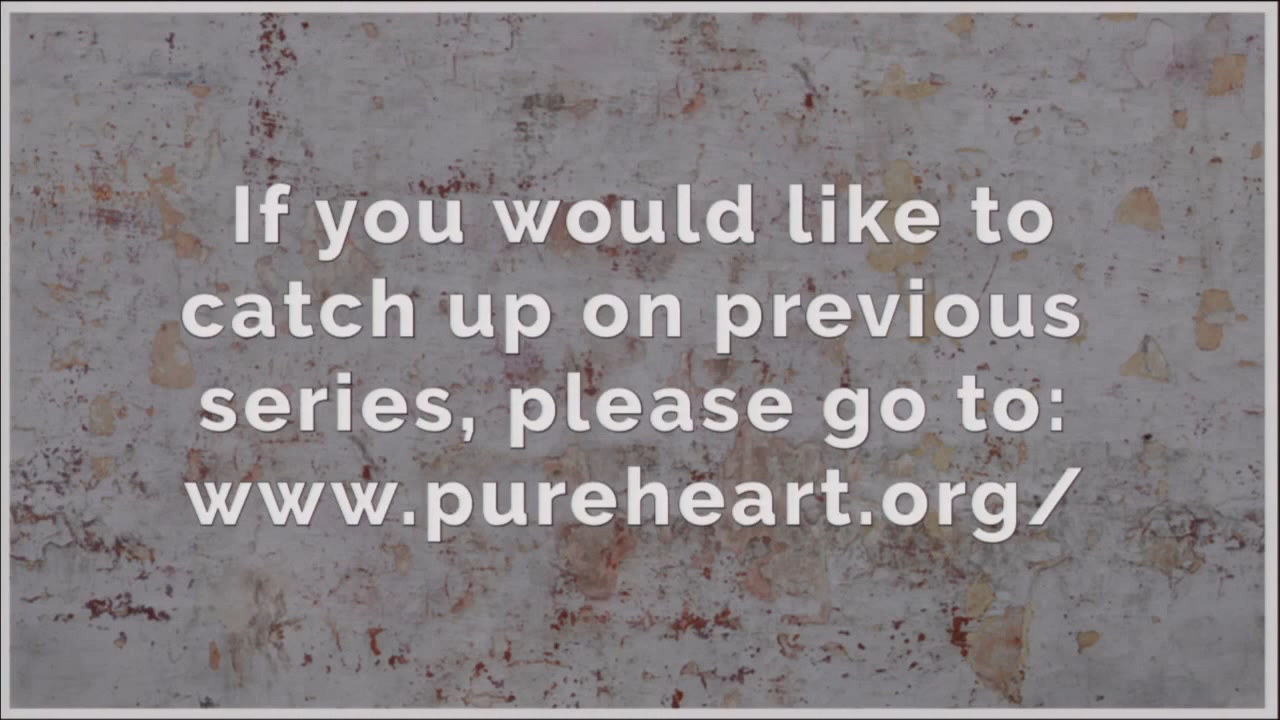 If you would like to
catch up on previous
series, please go to:
www.pureheart.org/